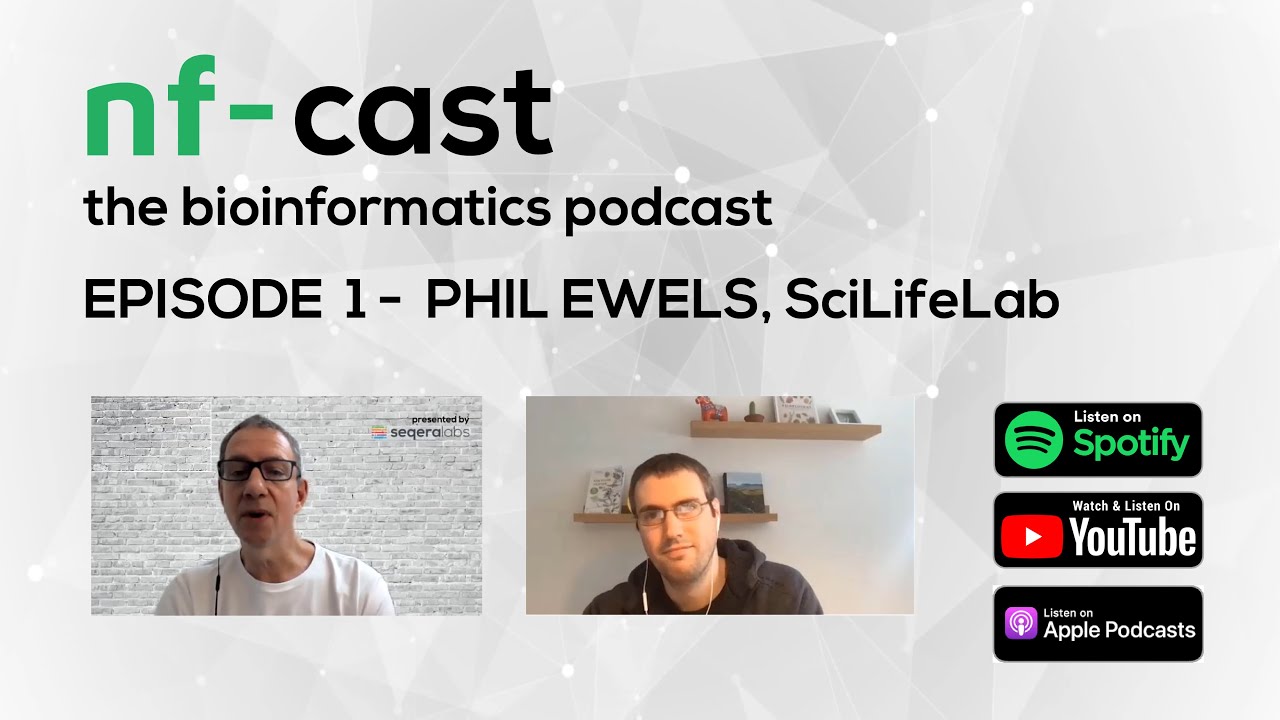 nf-cast
the bioinformatics podcast
EPISODE 1 - PHIL EWELS, SciLifeLab
presented by
seqeralabs
Listen on
Spotify
Watch & Listen On
YouTube
Listen on
Apple Podcasts